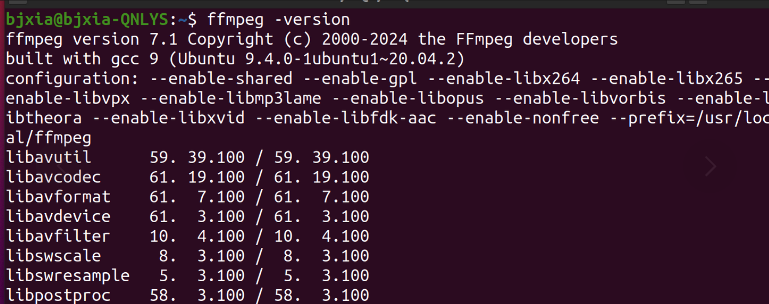 bjxia@bjxia-QNLYS:~$ ffmpeg -version
ffmpeg version 7.1 Copyright (c) 2000-2024 the FFmpeg developers
built with gcc 9 (Ubuntu 9.4.0-1ubuntu1~20.04.2)
configuration: --enable-shared --enable-gpl --enable-libx264 --enable-libx265 --
enable-libvpx --enable-libmp3lame --enable-libopus --enable-libvorbis --enable-l
ibtheora --enable-libxvid --enable-libfdk-aac --enable-nonfree --prefix=/usr/loc
al/ffmpeg
libavutil      59. 39.100 / 59. 39.100
libavcodec     61. 19.100 / 61. 19.100
libavformat    61.  7.100 / 61.  7.100
libavdevice    61.  3.100 / 61.  3.100
libavfilter    10.  4.100 / 10.  4.100
libswscale      8.  3.100 /  8.  3.100
libswresample   5.  3.100 /  5.  3.100
libpostproc    58.  3.100 / 58.  3.100